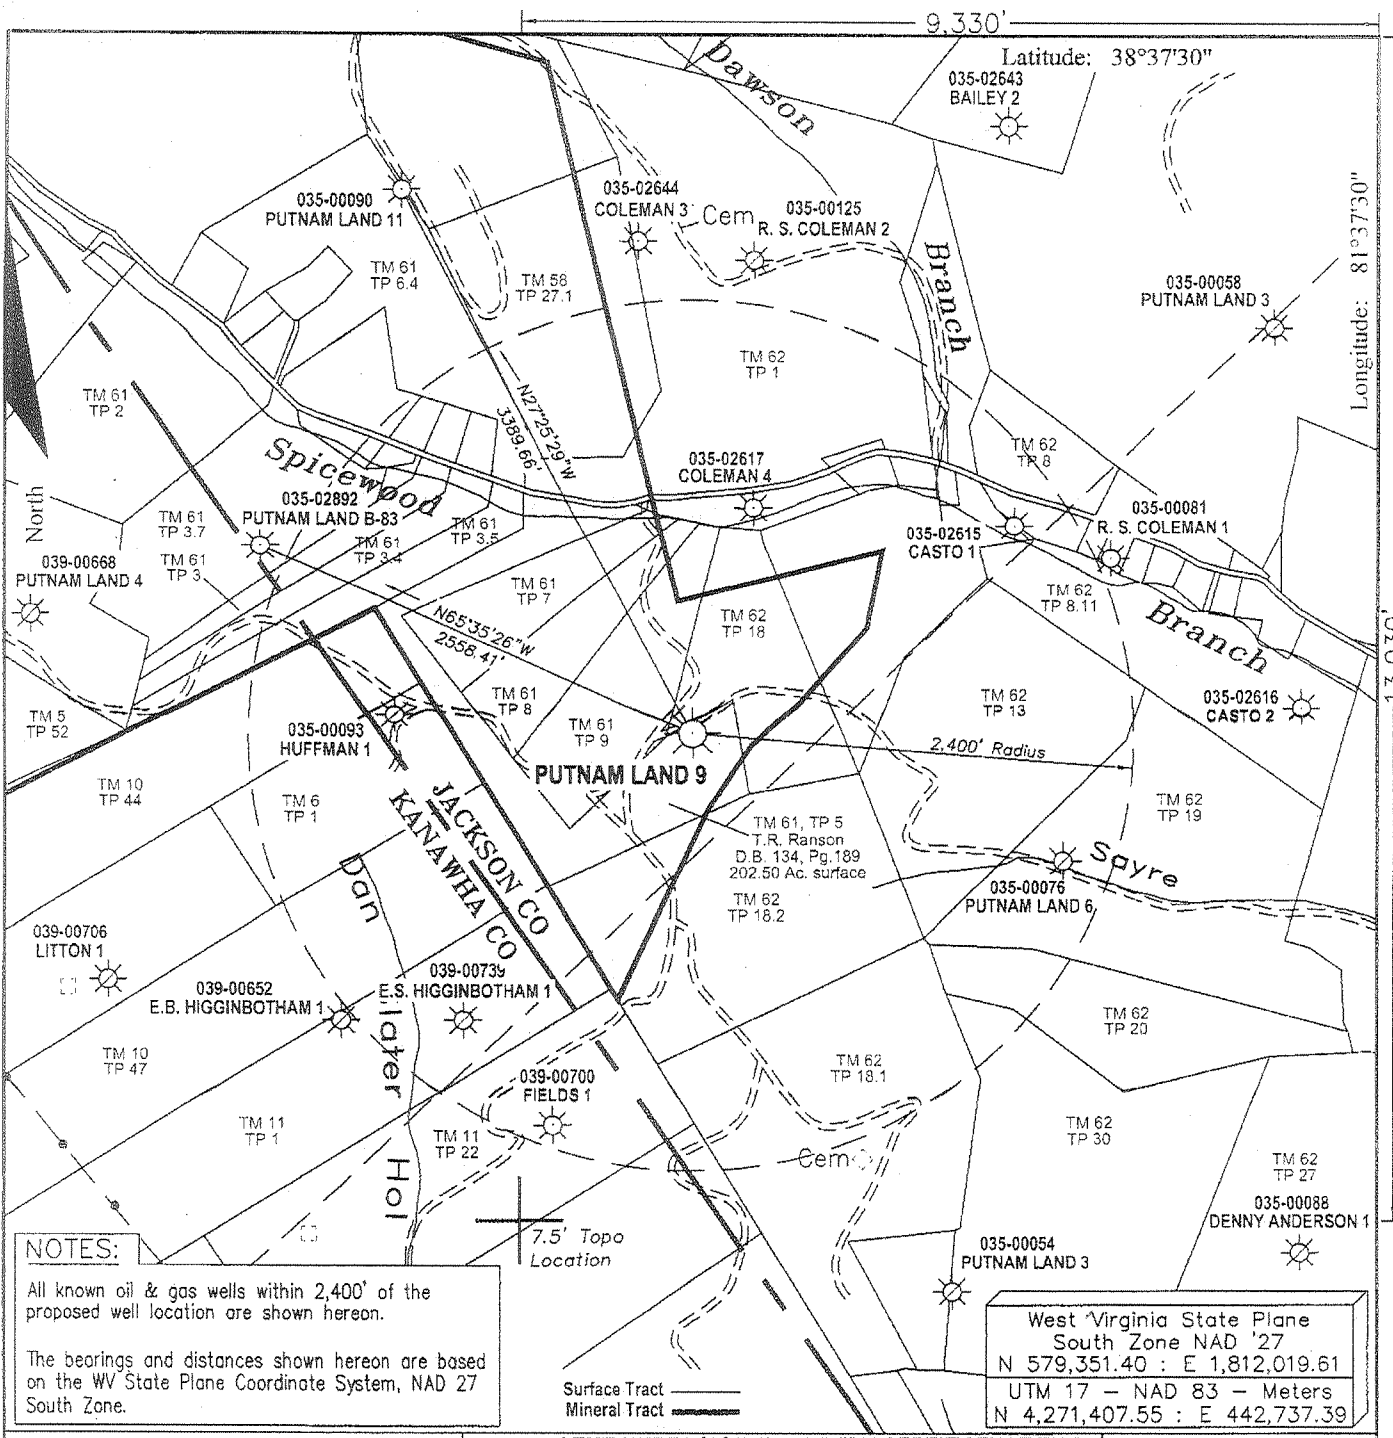 9,330'
Latitude: 38°37'30"
Longitude: 81°37'30"
Dawson
035-02643
BAILEY 2
035-00090
PUTNAM LAND 11
035-02644
COLEMAN 3
Cem
035-00125
R. S. COLEMAN 2
Branch
035-00058
PUTNAM LAND 3
TM 61
TP 6.4
TM 58
TP 27.1
TM 62
TP 1
TM 61
TP 2
N27°25'29"W
3389.66'
TM 62
TP 8
Spicewood
035-02617
COLEMAN 4
035-02892
PUTNAM LAND B-83
North
TM 61
TP 3.7
TM 61
TP 3.4
TM 61
TP 3.5
035-00081
R. S. COLEMAN 1
035-02615
CASTO 1
039-00668
PUTNAM LAND 4
TM 61
TP 3
TM 61
TP 7
TM 62
TP 8.11
Branch
N65°35'26"W
2558.41'
TM 62
TP 18
TM 5
TP 52
TM 61
TP 8
TM 61
TP 9
TM 62
TP 13
035-02616
CASTO 2
035-00093
HUFFMAN 1
2,400' Radius
PUTNAM LAND 9
TM 10
TP 44
TM 6
TP 1
JACKSON CO
KANAWHA CO
TM 62
TP 19
TM 61, TP 5
T.R. Ranson
D.B. 134, Pg.189
202.50 Ac. surface
TM 62
TP 18.2
Sayre
035-00076
PUTNAM LAND 6
Dan
039-00706
LITTON 1
039-00652
E.B. HIGGINBOTHAM 1
039-00739
E.S. HIGGINBOTHAM 1
later
Hol
TM 62
TP 20
TM 10
TP 47
039-00700
FIELDS 1
TM 62
TP 18.1
TM 11
TP 1
TM 11
TP 22
TM 62
TP 30
Cem
TM 62
TP 27
035-00088
DENNY ANDERSON 1
7.5' Topo
Location
035-00054
PUTNAM LAND 3
NOTES:
All known oil & gas wells within 2,400' of the
proposed well location are shown hereon.
The bearings and distances shown hereon are based
on the WV State Plane Coordinate System, NAD 27
South Zone.
Surface Tract
Mineral Tract
West Virginia State Plane
South Zone NAD '27
N 579,351.40 : E 1,812,019.61
UTM 17 – NAD 83 – Meters
N 4,271,407.55 : E 442,737.39